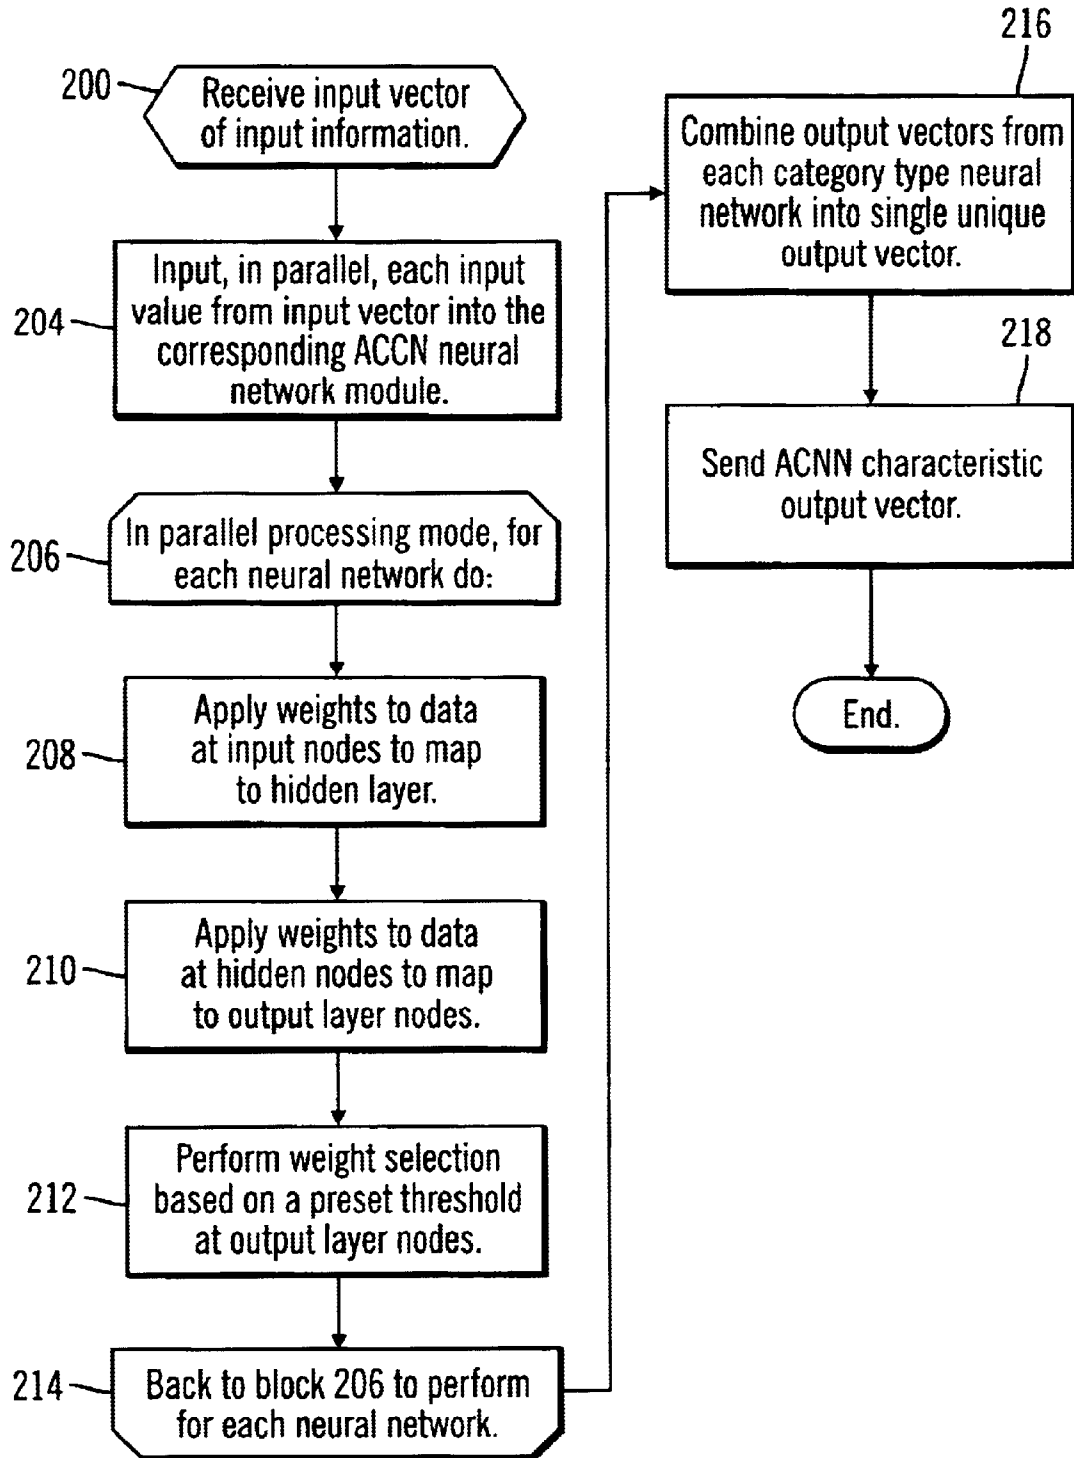 200
Receive input vector
of input information.
204
Input, in parallel, each input
value from input vector into the
corresponding ACCN neural
network module.
206
In parallel processing mode, for
each neural network do:
208
Apply weights to data
at input nodes to map
to hidden layer.
210
Apply weights to data
at hidden nodes to map
to output layer nodes.
212
Perform weight selection
based on a preset threshold
at output layer nodes.
214
Back to block 206 to perform
for each neural network.
216
Combine output vectors from
each category type neural
network into single unique
output vector.
218
Send ACNN characteristic
output vector.
End.